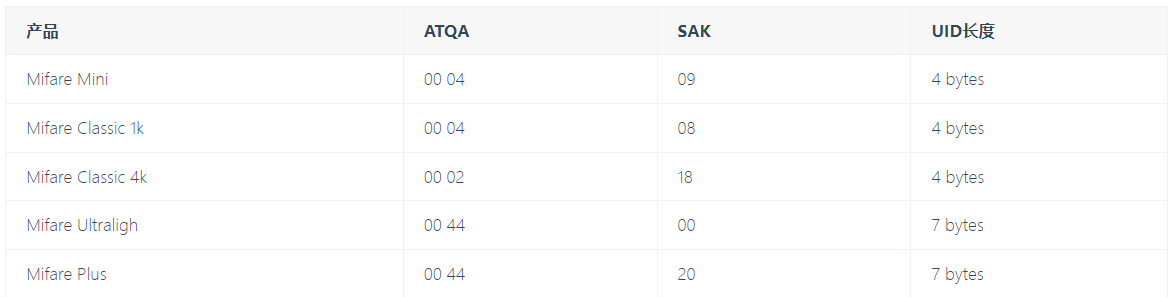 产品 ATQA SAK UID长度
Mifare Mini 00 04 09 4 bytes
Mifare Classic 1k 00 04 08 4 bytes
Mifare Classic 4k 00 02 18 4 bytes
Mifare Ultraligh 00 44 00 7 bytes
Mifare Plus 00 44 20 7 bytes